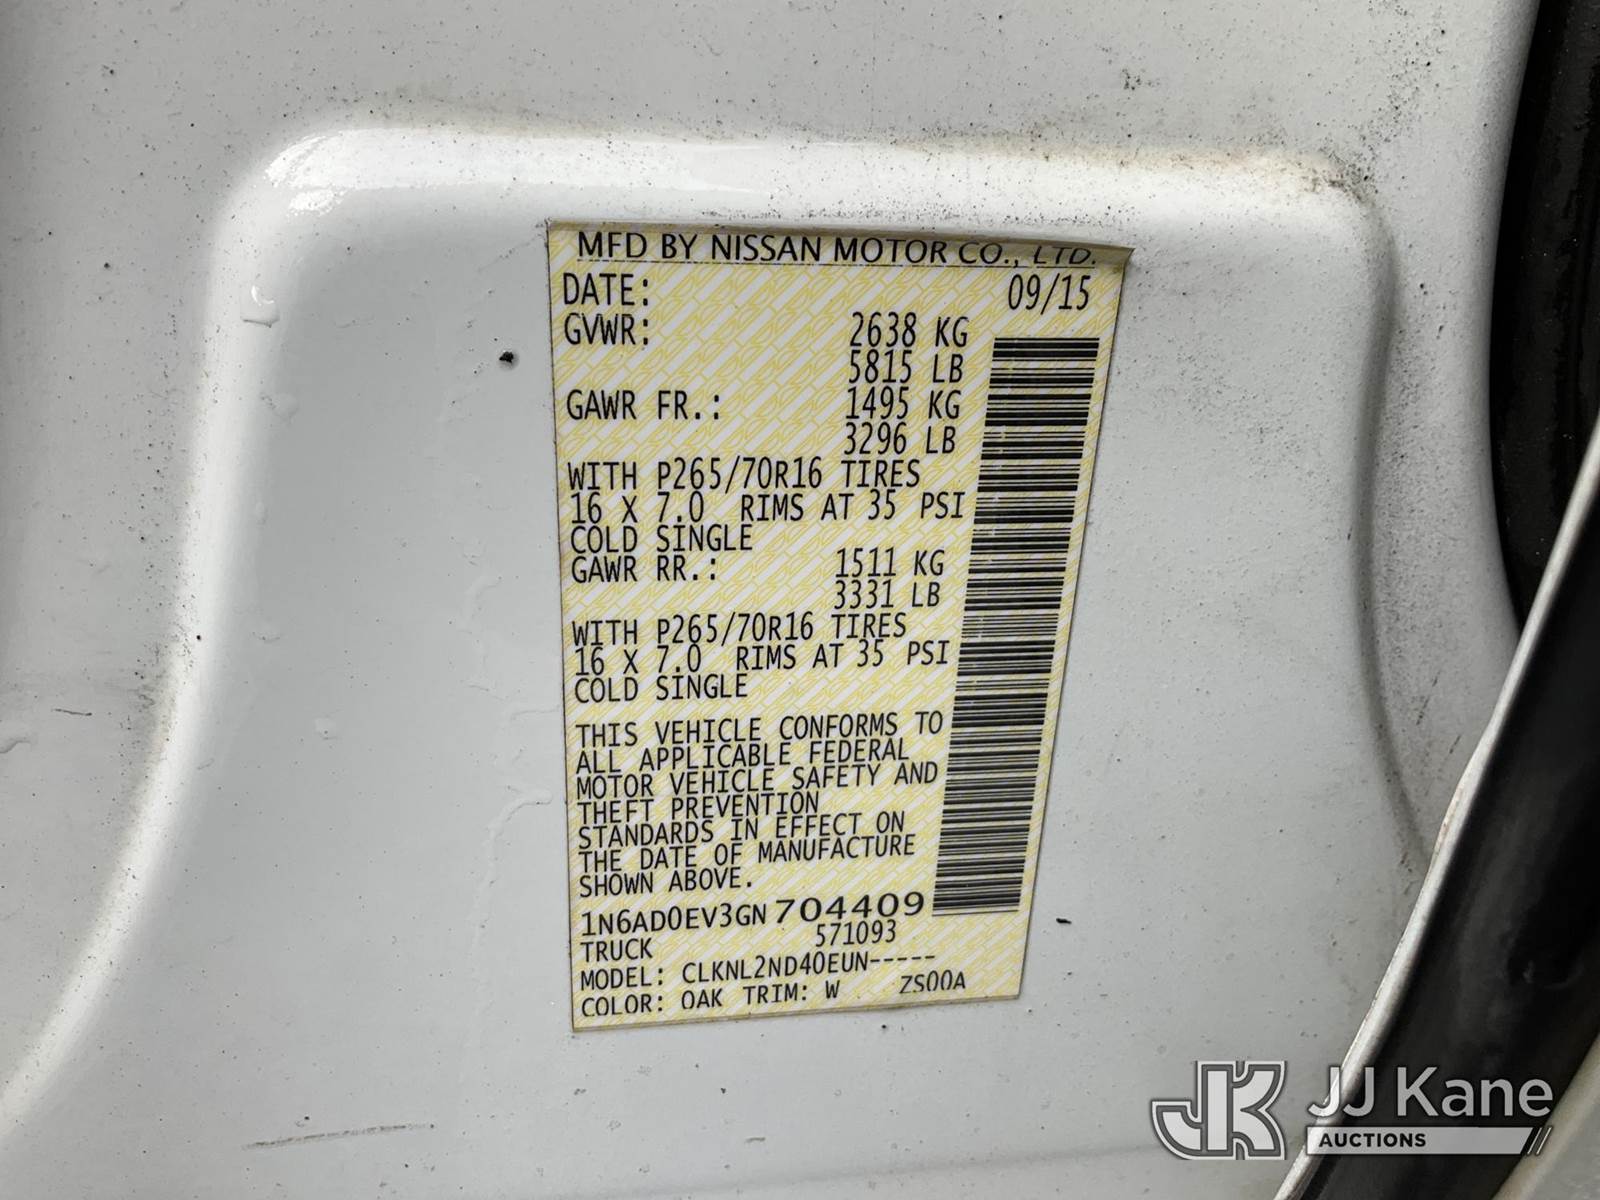 MFD BY NISSAN MOTOR CO., LTD.
DATE: 09/15
GVWR: 2638 KG
5815 LB
GAWR FR.: 1495 KG
3296 LB
WITH P265/70R16 TIRES
16 X 7.0 RIMS AT 35 PSI
COLD SINGLE
GAWR RR.: 1511 KG
3331 LB
WITH P265/70R16 TIRES
16 X 7.0 RIMS AT 35 PSI
COLD SINGLE
THIS VEHICLE CONFORMS TO
ALL APPLICABLE FEDERAL
MOTOR VEHICLE SAFETY AND
THEFT PREVENTION
STANDARDS IN EFFECT ON
THE DATE OF MANUFACTURE
SHOWN ABOVE.
1N6AD0EV3GN704409
TRUCK 571093
MODEL: CLKNL2ND40EUN-----
COLOR: QAK TRIM: W ZS00A
JK JJ Kane
AUCTIONS